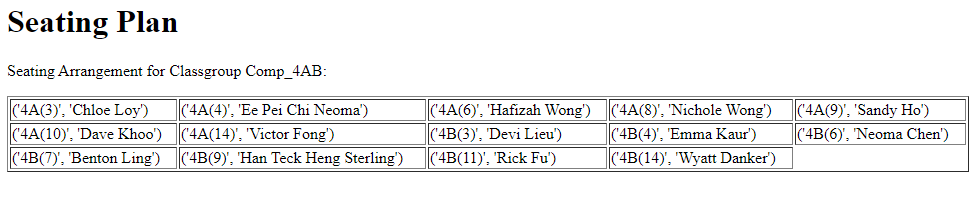 Seating Plan
Seating Arrangement for Classgroup Comp_4AB:
('4A(3)', 'Chloe Loy') ('4A(4)', 'Ee Pei Chi Neoma') ('4A(6)', 'Hafizah Wong') ('4A(8)', 'Nichole Wong') ('4A(9)', 'Sandy Ho')
('4A(10)', 'Dave Khoo') ('4A(14)', 'Victor Fong') ('4B(3)', 'Devi Lieu') ('4B(4)', 'Emma Kaur') ('4B(6)', 'Neoma Chen')
('4B(7)', 'Benton Ling') ('4B(9)', 'Han Teck Heng Sterling') ('4B(11)', 'Rick Fu') ('4B(14)', 'Wyatt Danker')